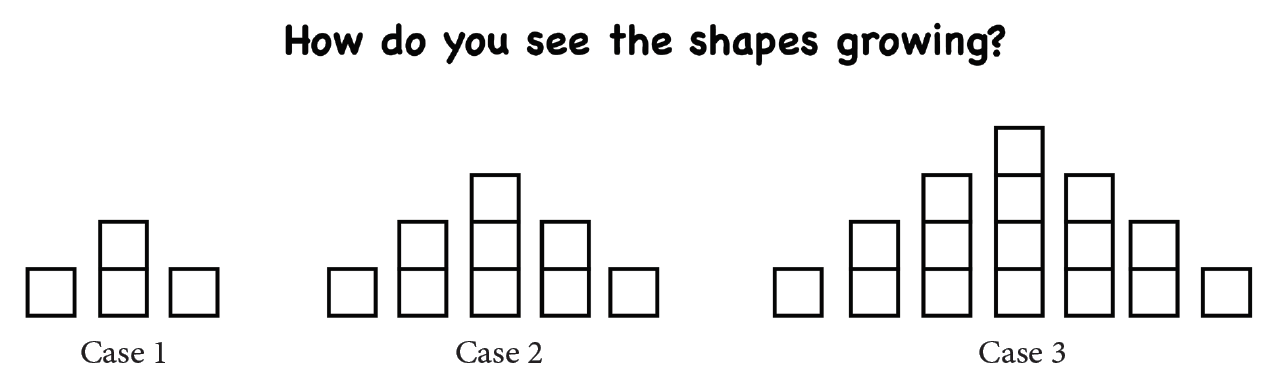 How do you see the shapes growing?
Case 1 Case 2 Case 3